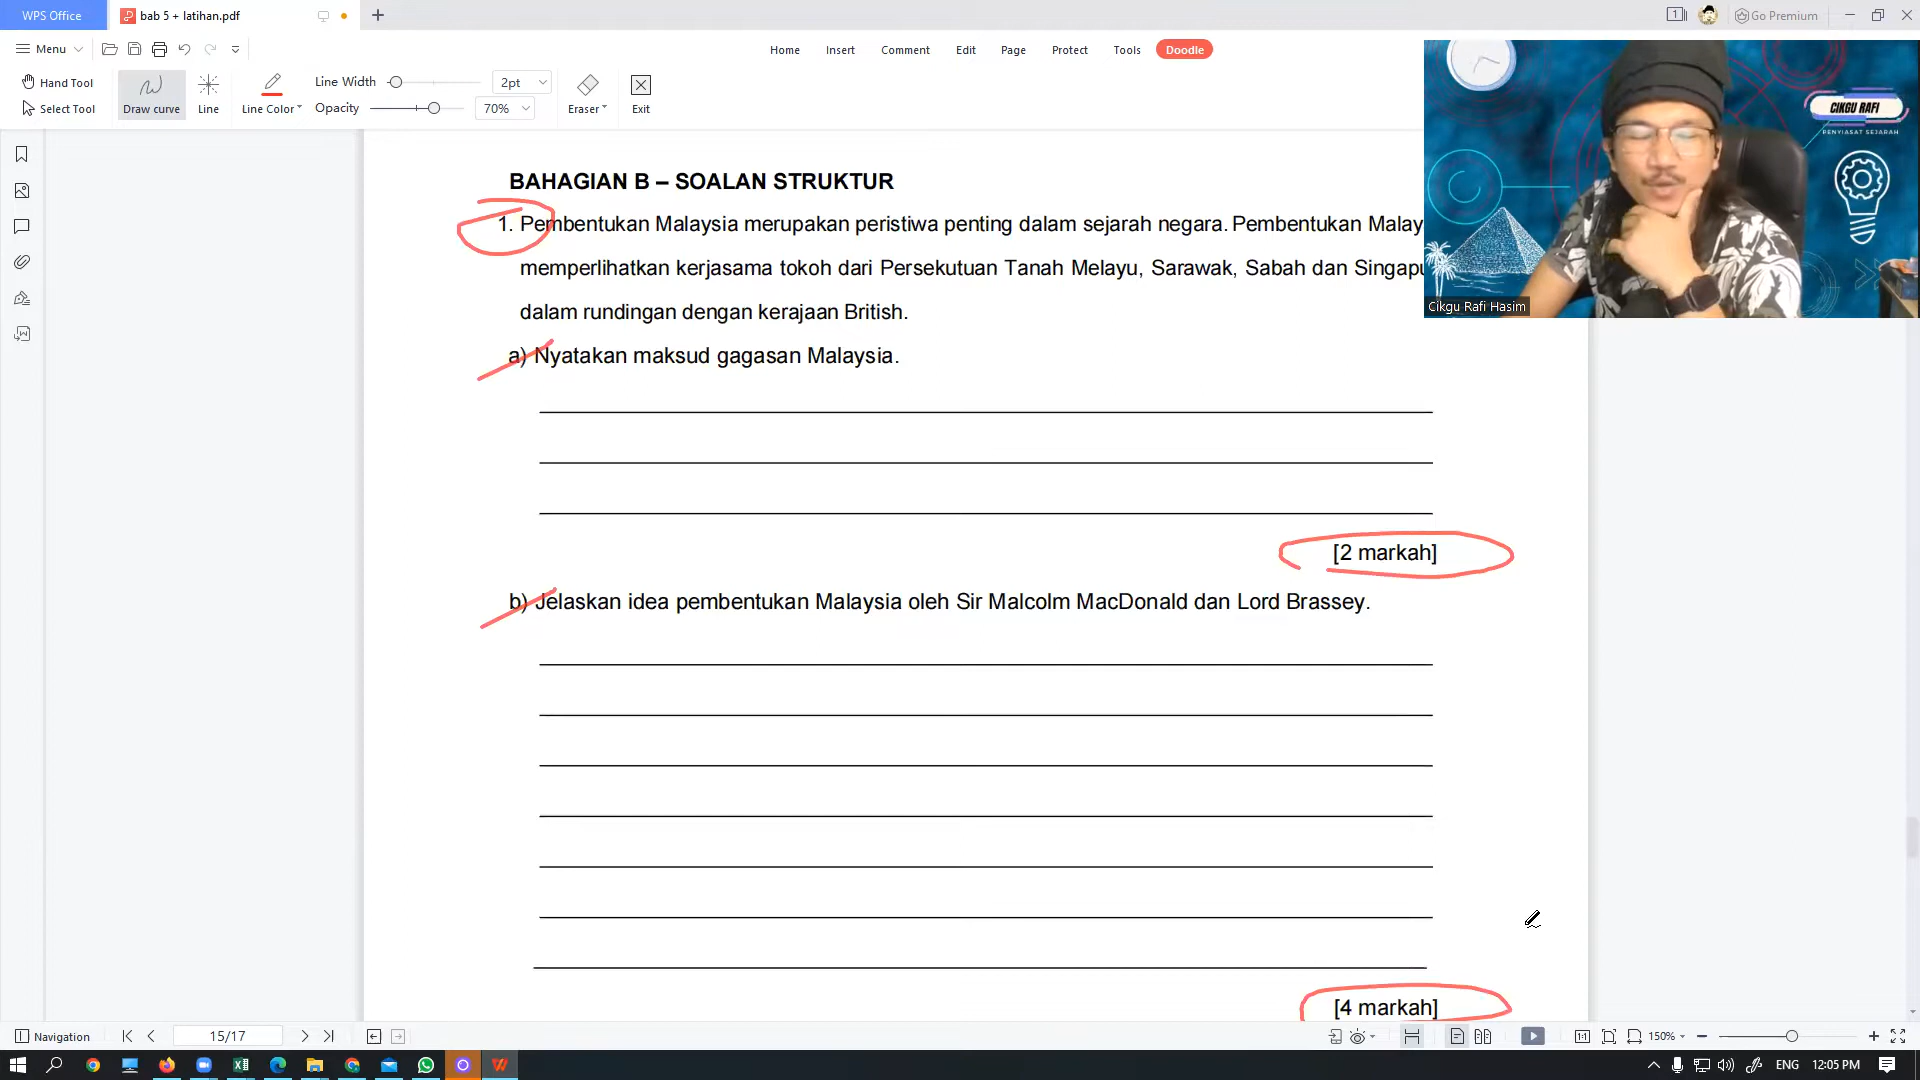 WPS Office
bab 5 + latihan.pdf
1
Go Premium
Menu
Home
Insert
Comment
Edit
Page
Protect
Tools
Doodle
Hand Tool
Select Tool
Draw curve
Line
Line Color
Line Width
2pt
Opacity
70%
Eraser
Exit
CIKGU RAFI
PENYIASAT SEJARAH
Cikgu Rafi Hasim
BAHAGIAN B – SOALAN STRUKTUR
1. Pembentukan Malaysia merupakan peristiwa penting dalam sejarah negara. Pembentukan Malay
memperlihatkan kerjasama tokoh dari Persekutuan Tanah Melayu, Sarawak, Sabah dan Singapu
dalam rundingan dengan kerajaan British.
a) Nyatakan maksud gagasan Malaysia.
[2 markah]
b) Jelaskan idea pembentukan Malaysia oleh Sir Malcolm MacDonald dan Lord Brassey.
[4 markah]
Navigation
15/17
150%
ENG
12:05 PM